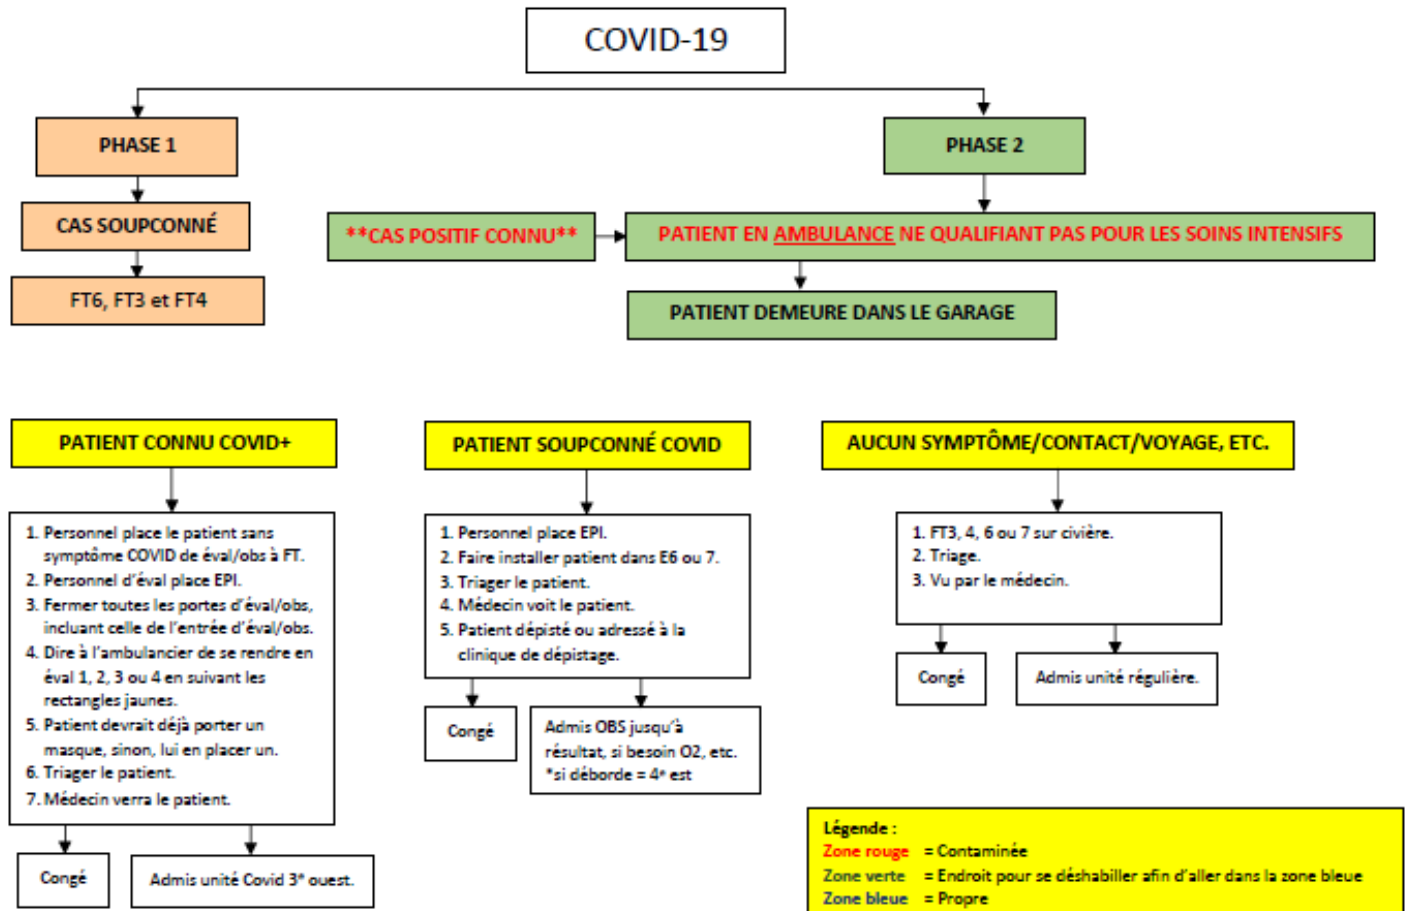 COVID-19
PHASE 1
PHASE 2
CAS SOUPCONNÉ
**CAS POSITIF CONNU**
PATIENT EN AMBULANCE NE QUALIFIANT PAS POUR LES SOINS INTENSIFS
FT6, FT3 et FT4
PATIENT DEMEURE DANS LE GARAGE
PATIENT CONNU COVID+
1. Personnel place le patient sans
symptôme COVID de éval/obs à FT.
2. Personnel d'éval place EPI.
3. Fermer toutes les portes d'éval/obs,
incluant celle de l'entrée d'éval/obs.
4. Dire à l'ambulancier de se rendre en
éval 1, 2, 3 ou 4 en suivant les
rectangles jaunes.
5. Patient devrait déjà porter un
masque, sinon, lui en placer un.
6. Triager le patient.
7. Médecin verra le patient.
Congé
Admis unité Covid 3e ouest.
PATIENT SOUPCONNÉ COVID
1. Personnel place EPI.
2. Faire installer patient dans E6 ou 7.
3. Triager le patient.
4. Médecin voit le patient.
5. Patient dépisté ou adressé à la
clinique de dépistage.
Congé
Admis OBS jusqu'à
résultat, si besoin O2, etc.
*si déborde = 4e est
AUCUN SYMPTÔME/CONTACT/VOYAGE, ETC.
1. FT3, 4, 6 ou 7 sur civière.
2. Triage.
3. Vu par le médecin.
Congé
Admis unité régulière.
Légende :
Zone rouge = Contaminée
Zone verte = Endroit pour se déshabiller afin d'aller dans la zone bleue
Zone bleue = Propre